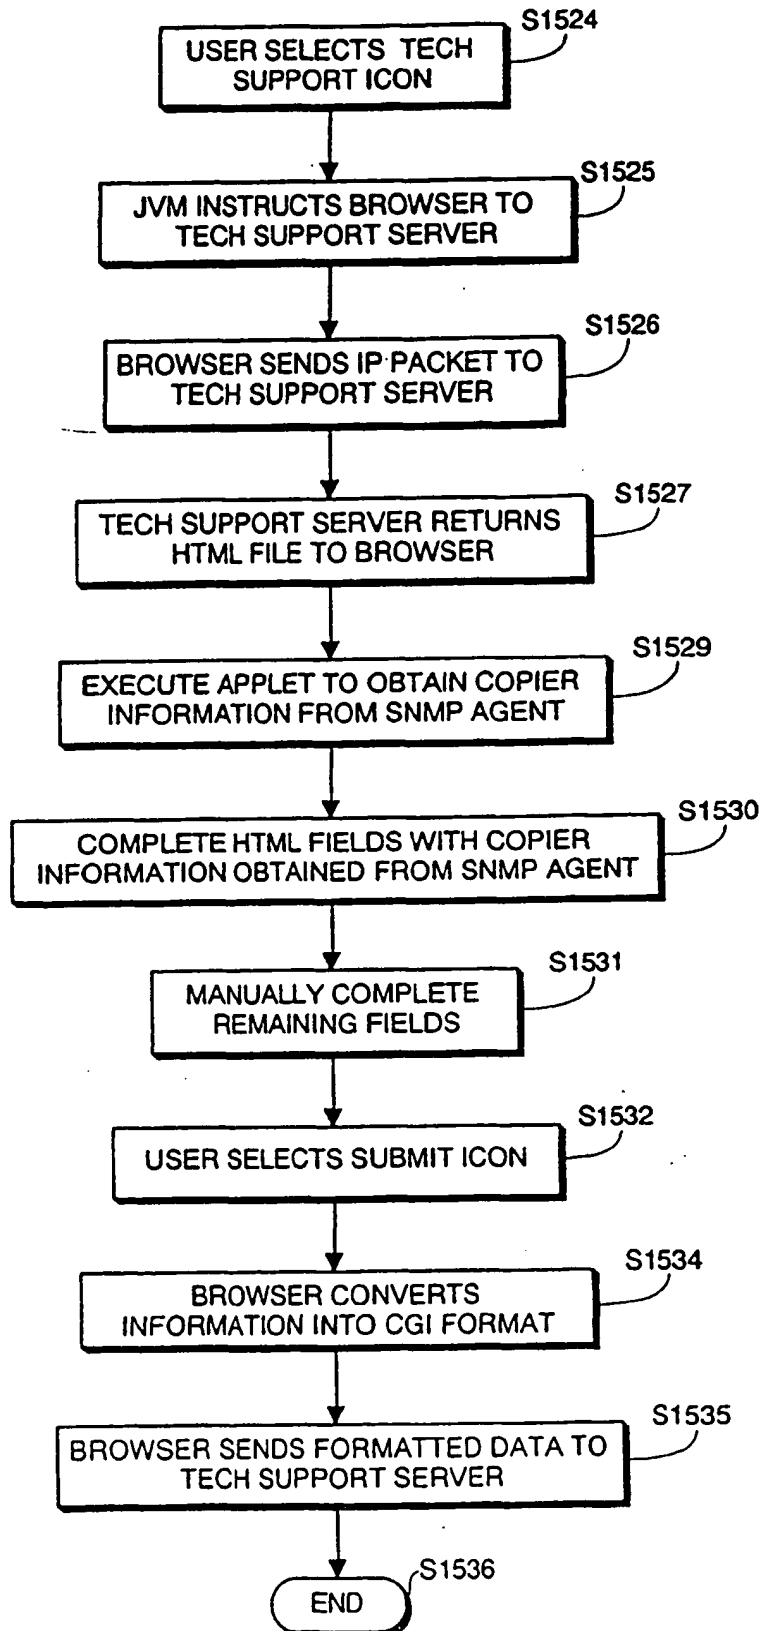 S1524
USER SELECTS TECH
SUPPORT ICON
S1525
JVM INSTRUCTS BROWSER TO
TECH SUPPORT SERVER
S1526
BROWSER SENDS IP PACKET TO
TECH SUPPORT SERVER
S1527
TECH SUPPORT SERVER RETURNS
HTML FILE TO BROWSER
S1529
EXECUTE APPLET TO OBTAIN COPIER
INFORMATION FROM SNMP AGENT
S1530
COMPLETE HTML FIELDS WITH COPIER
INFORMATION OBTAINED FROM SNMP AGENT
S1531
MANUALLY COMPLETE
REMAINING FIELDS
S1532
USER SELECTS SUBMIT ICON
S1534
BROWSER CONVERTS
INFORMATION INTO CGI FORMAT
S1535
BROWSER SENDS FORMATTED DATA TO
TECH SUPPORT SERVER
S1536
END